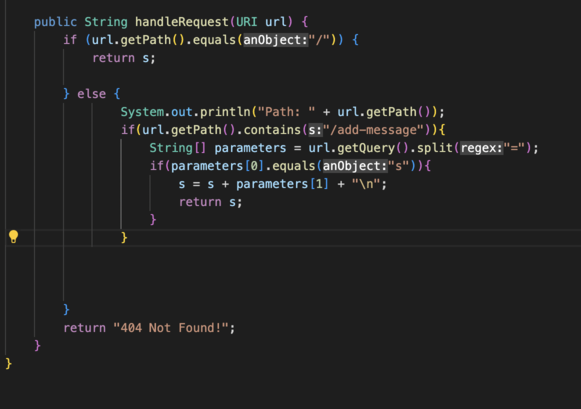 public String handleRequest(URI url) {
if (url.getPath().equals(anObject:"/")) {
return s;
} else {
System.out.println("Path: " + url.getPath());
if(url.getPath().contains(s:"/add-message")){
String[] parameters = url.getQuery().split(regex:"=");
if(parameters[0].equals(anObject:"s")){
s = s + parameters[1] + "\n";
return s;
}
}
}
return "404 Not Found!";
}
}